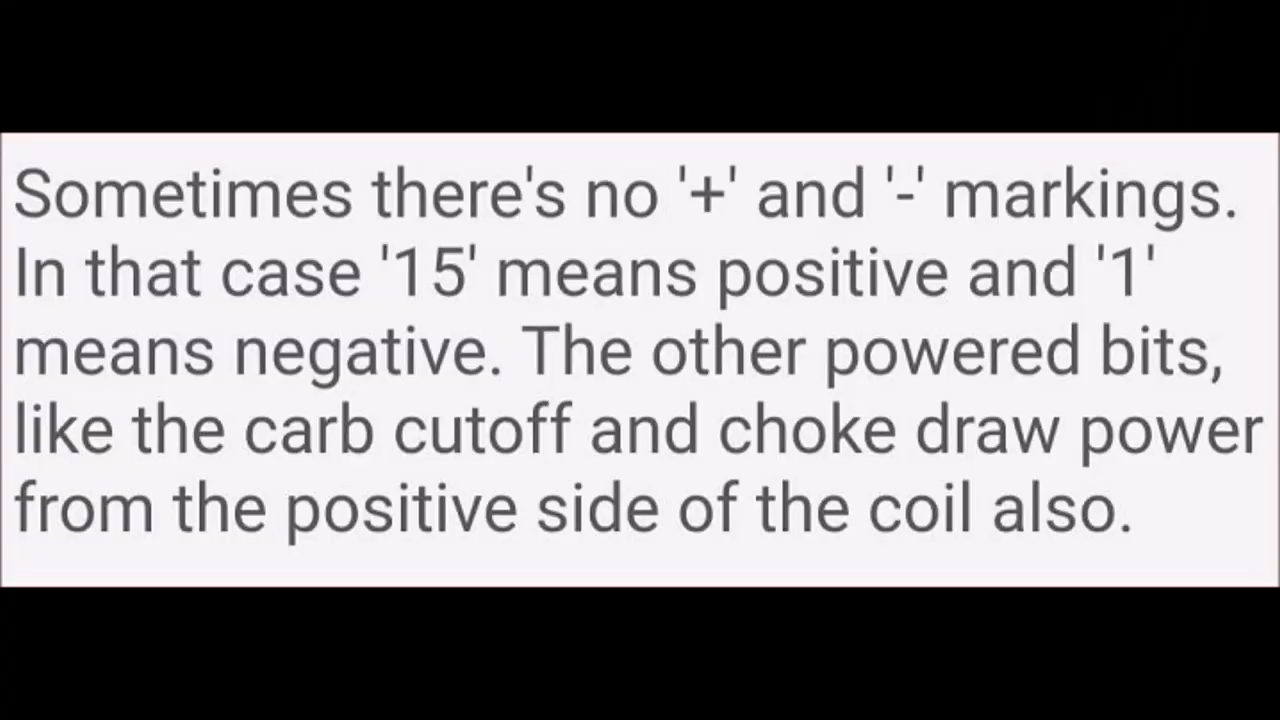 Sometimes there's no '+' and '-' markings.
In that case '15' means positive and '1'
means negative. The other powered bits,
like the carb cutoff and choke draw power
from the positive side of the coil also.